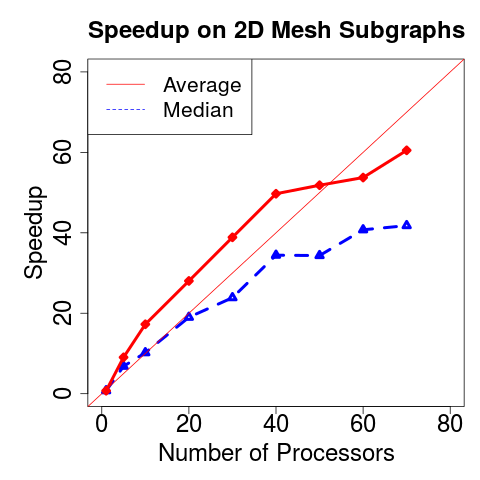 Speedup on 2D Mesh Subgraphs
Average
Median
80
60
40
20
0
Speedup
0 20 40 60 80
Number of Processors